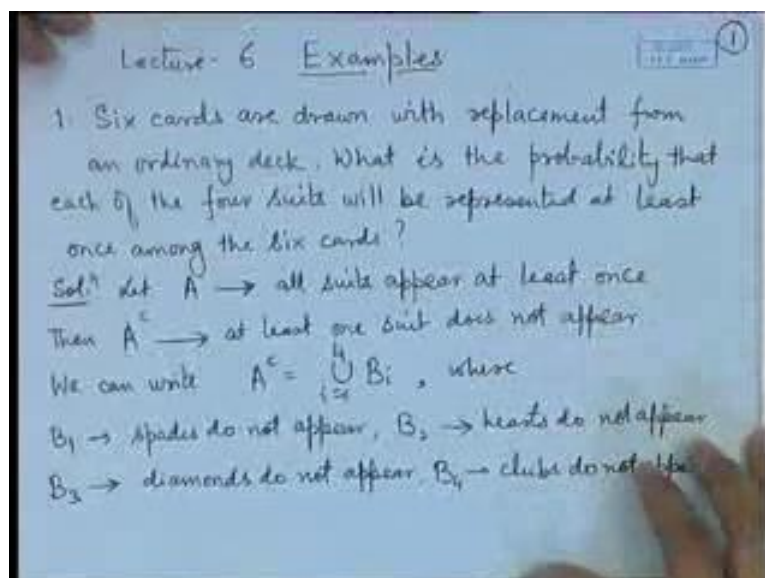 Lecture- 6 Examples
1
1. Six cards are drawn with replacement from
an ordinary deck. What is the probability that
each of the four suits will be represented at least
once among the six cards?
Sol.ⁿ Let A → all suits appear at least once
Then Aᶜ → at least one suit does not appear
We can write Aᶜ = ⋃_{i=1}^{4} Bi, where
B₁ → spades do not appear, B₂ → hearts do not appear
B₃ → diamonds do not appear, B₄ → clubs do not